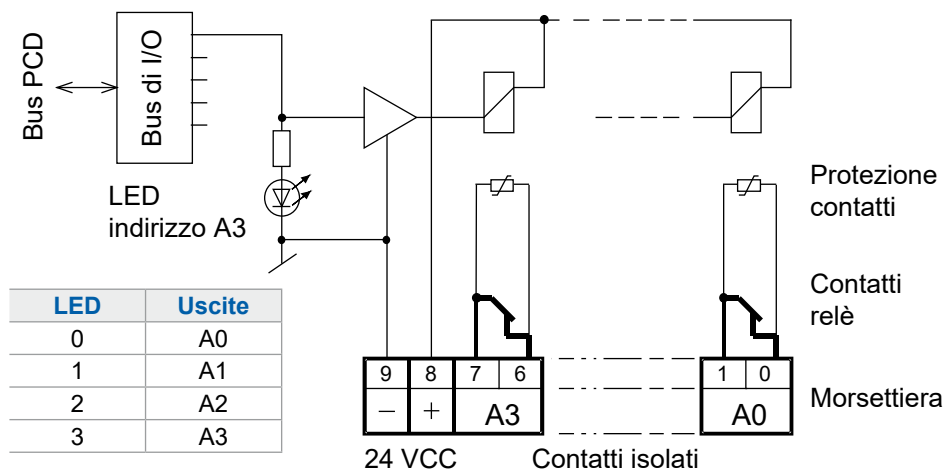 Bus PCD
Bus di I/O
LED
indirizzo A3
Protezione
contatti
Contatti
relè
LED Uscite
0 A0
1 A1
2 A2
3 A3
9 8 7 6
− + A3
1 0
A0
Morsettiera
24 VCC Contatti isolati